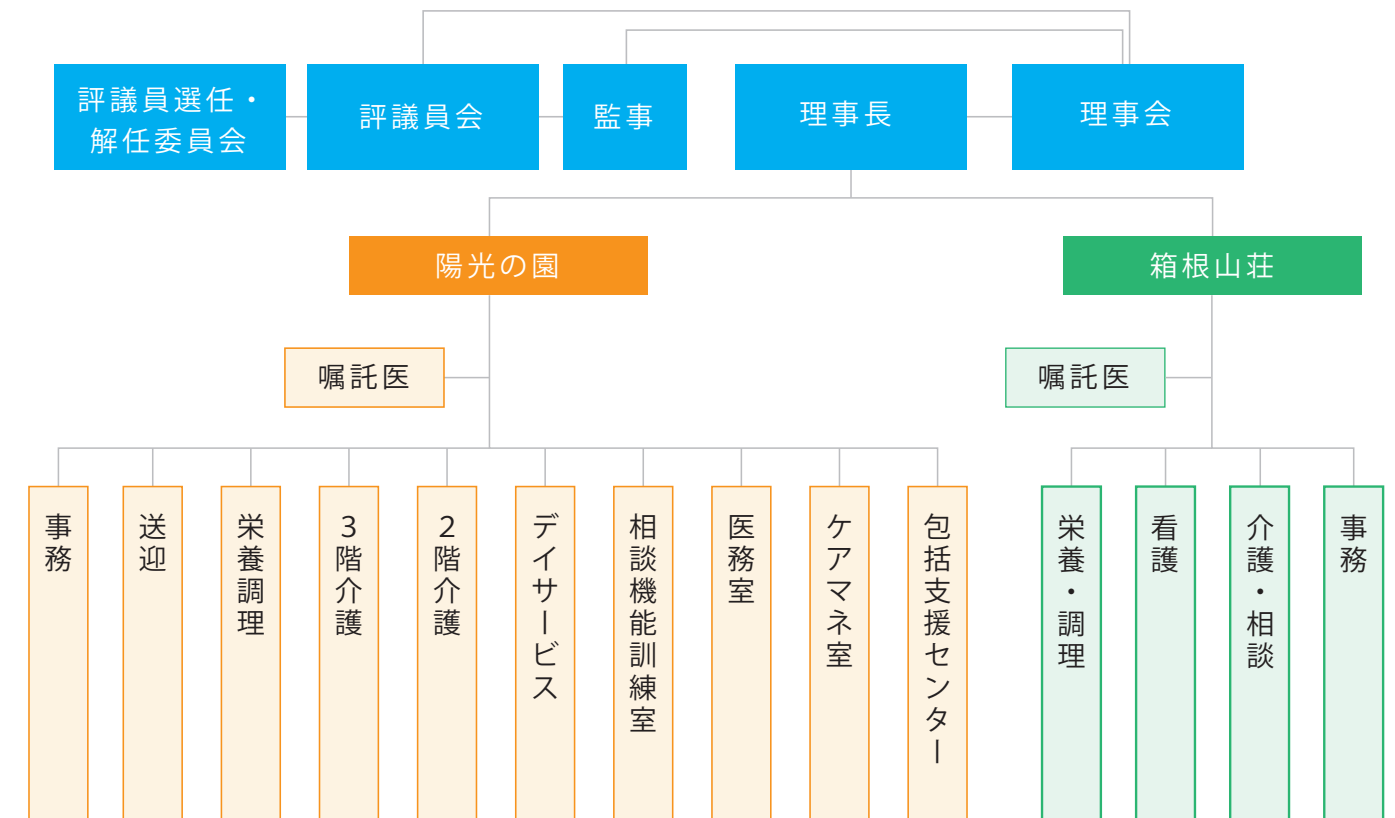 評議員選任・
解任委員会
評議員会
監事
理事長
理事会
陽光の園
箱根山荘
嘱託医
嘱託医
事務
送迎
栄養調理
3階介護
2階介護
デイサービス
相談機能訓練室
医務室
ケアマネ室
包括支援センター
栄養・調理
看護
介護・相談
事務